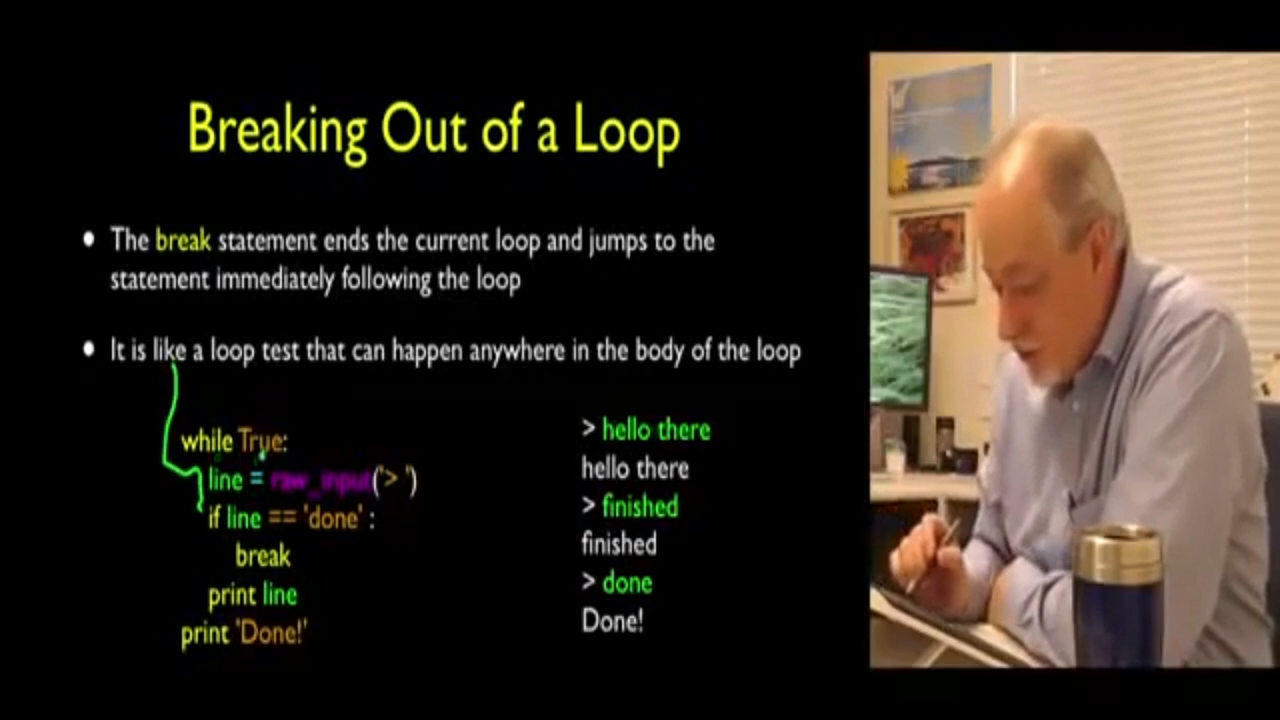 Breaking Out of a Loop
• The break statement ends the current loop and jumps to the
statement immediately following the loop
• It is like a loop test that can happen anywhere in the body of the loop
while True:
line = raw_input('> ')
if line == 'done' :
break
print line
print 'Done!'
> hello there
hello there
> finished
finished
> done
Done!